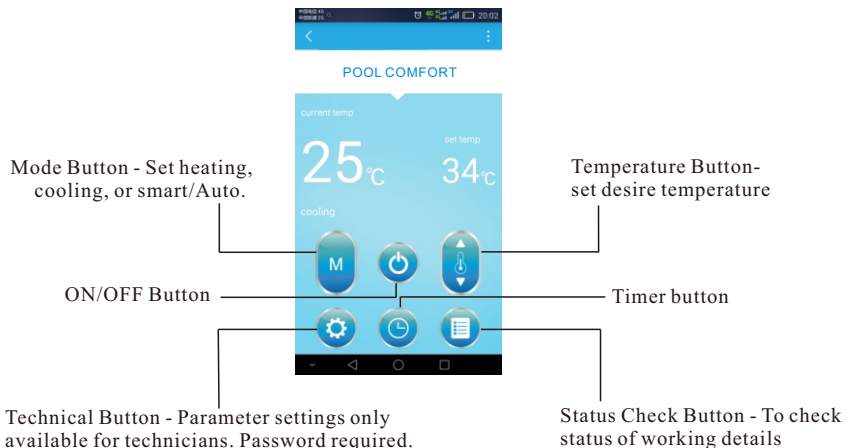 20:02
POOL COMFORT
current temp
set temp
25℃
34℃
cooling
M
Mode Button - Set heating,
cooling, or smart/Auto.
Temperature Button-
set desire temperature
ON/OFF Button
Timer button
Technical Button - Parameter settings only
available for technicians. Password required.
Status Check Button - To check
status of working details